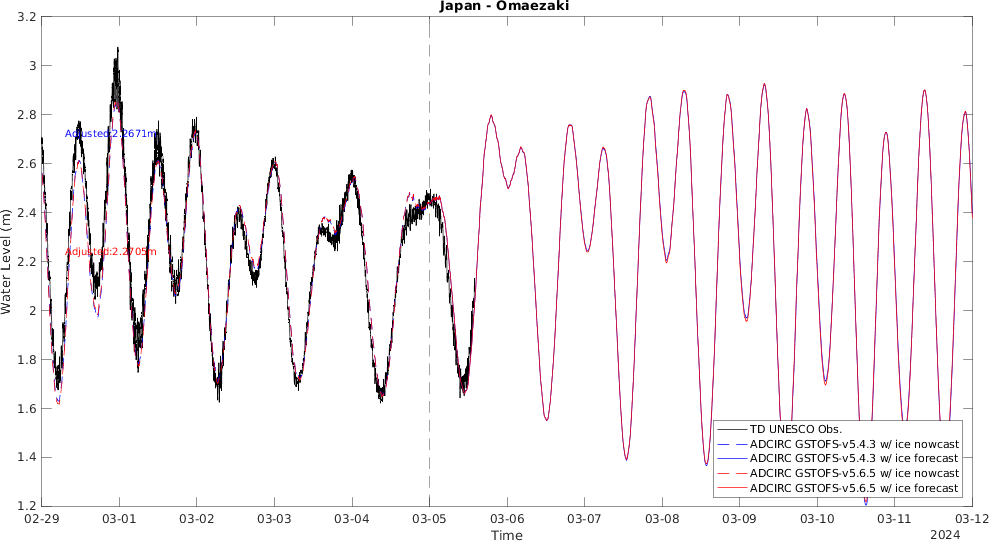 Japan - Omaezaki
3.2
3
2.8
2.6
2.4
2.2
2
1.8
1.6
1.4
1.2
Water Level (m)
Adjusted:2.2671m
Adjusted:2.2705m
TD UNESCO Obs.
ADCIRC GSTOFS-v5.4.3 w/ ice nowcast
ADCIRC GSTOFS-v5.4.3 w/ ice forecast
ADCIRC GSTOFS-v5.6.5 w/ ice nowcast
ADCIRC GSTOFS-v5.6.5 w/ ice forecast
02-29 03-01 03-02 03-03 03-04 03-05 03-06 03-07 03-08 03-09 03-10 03-11 03-12
Time
2024